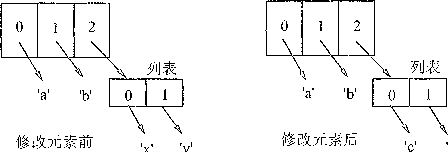 0 1 2
0 1 2
列表
列表
'a' 'b'
0 1
'a' 'b'
0 1
修改元素前
'x' 'y'
修改元素后
'c'